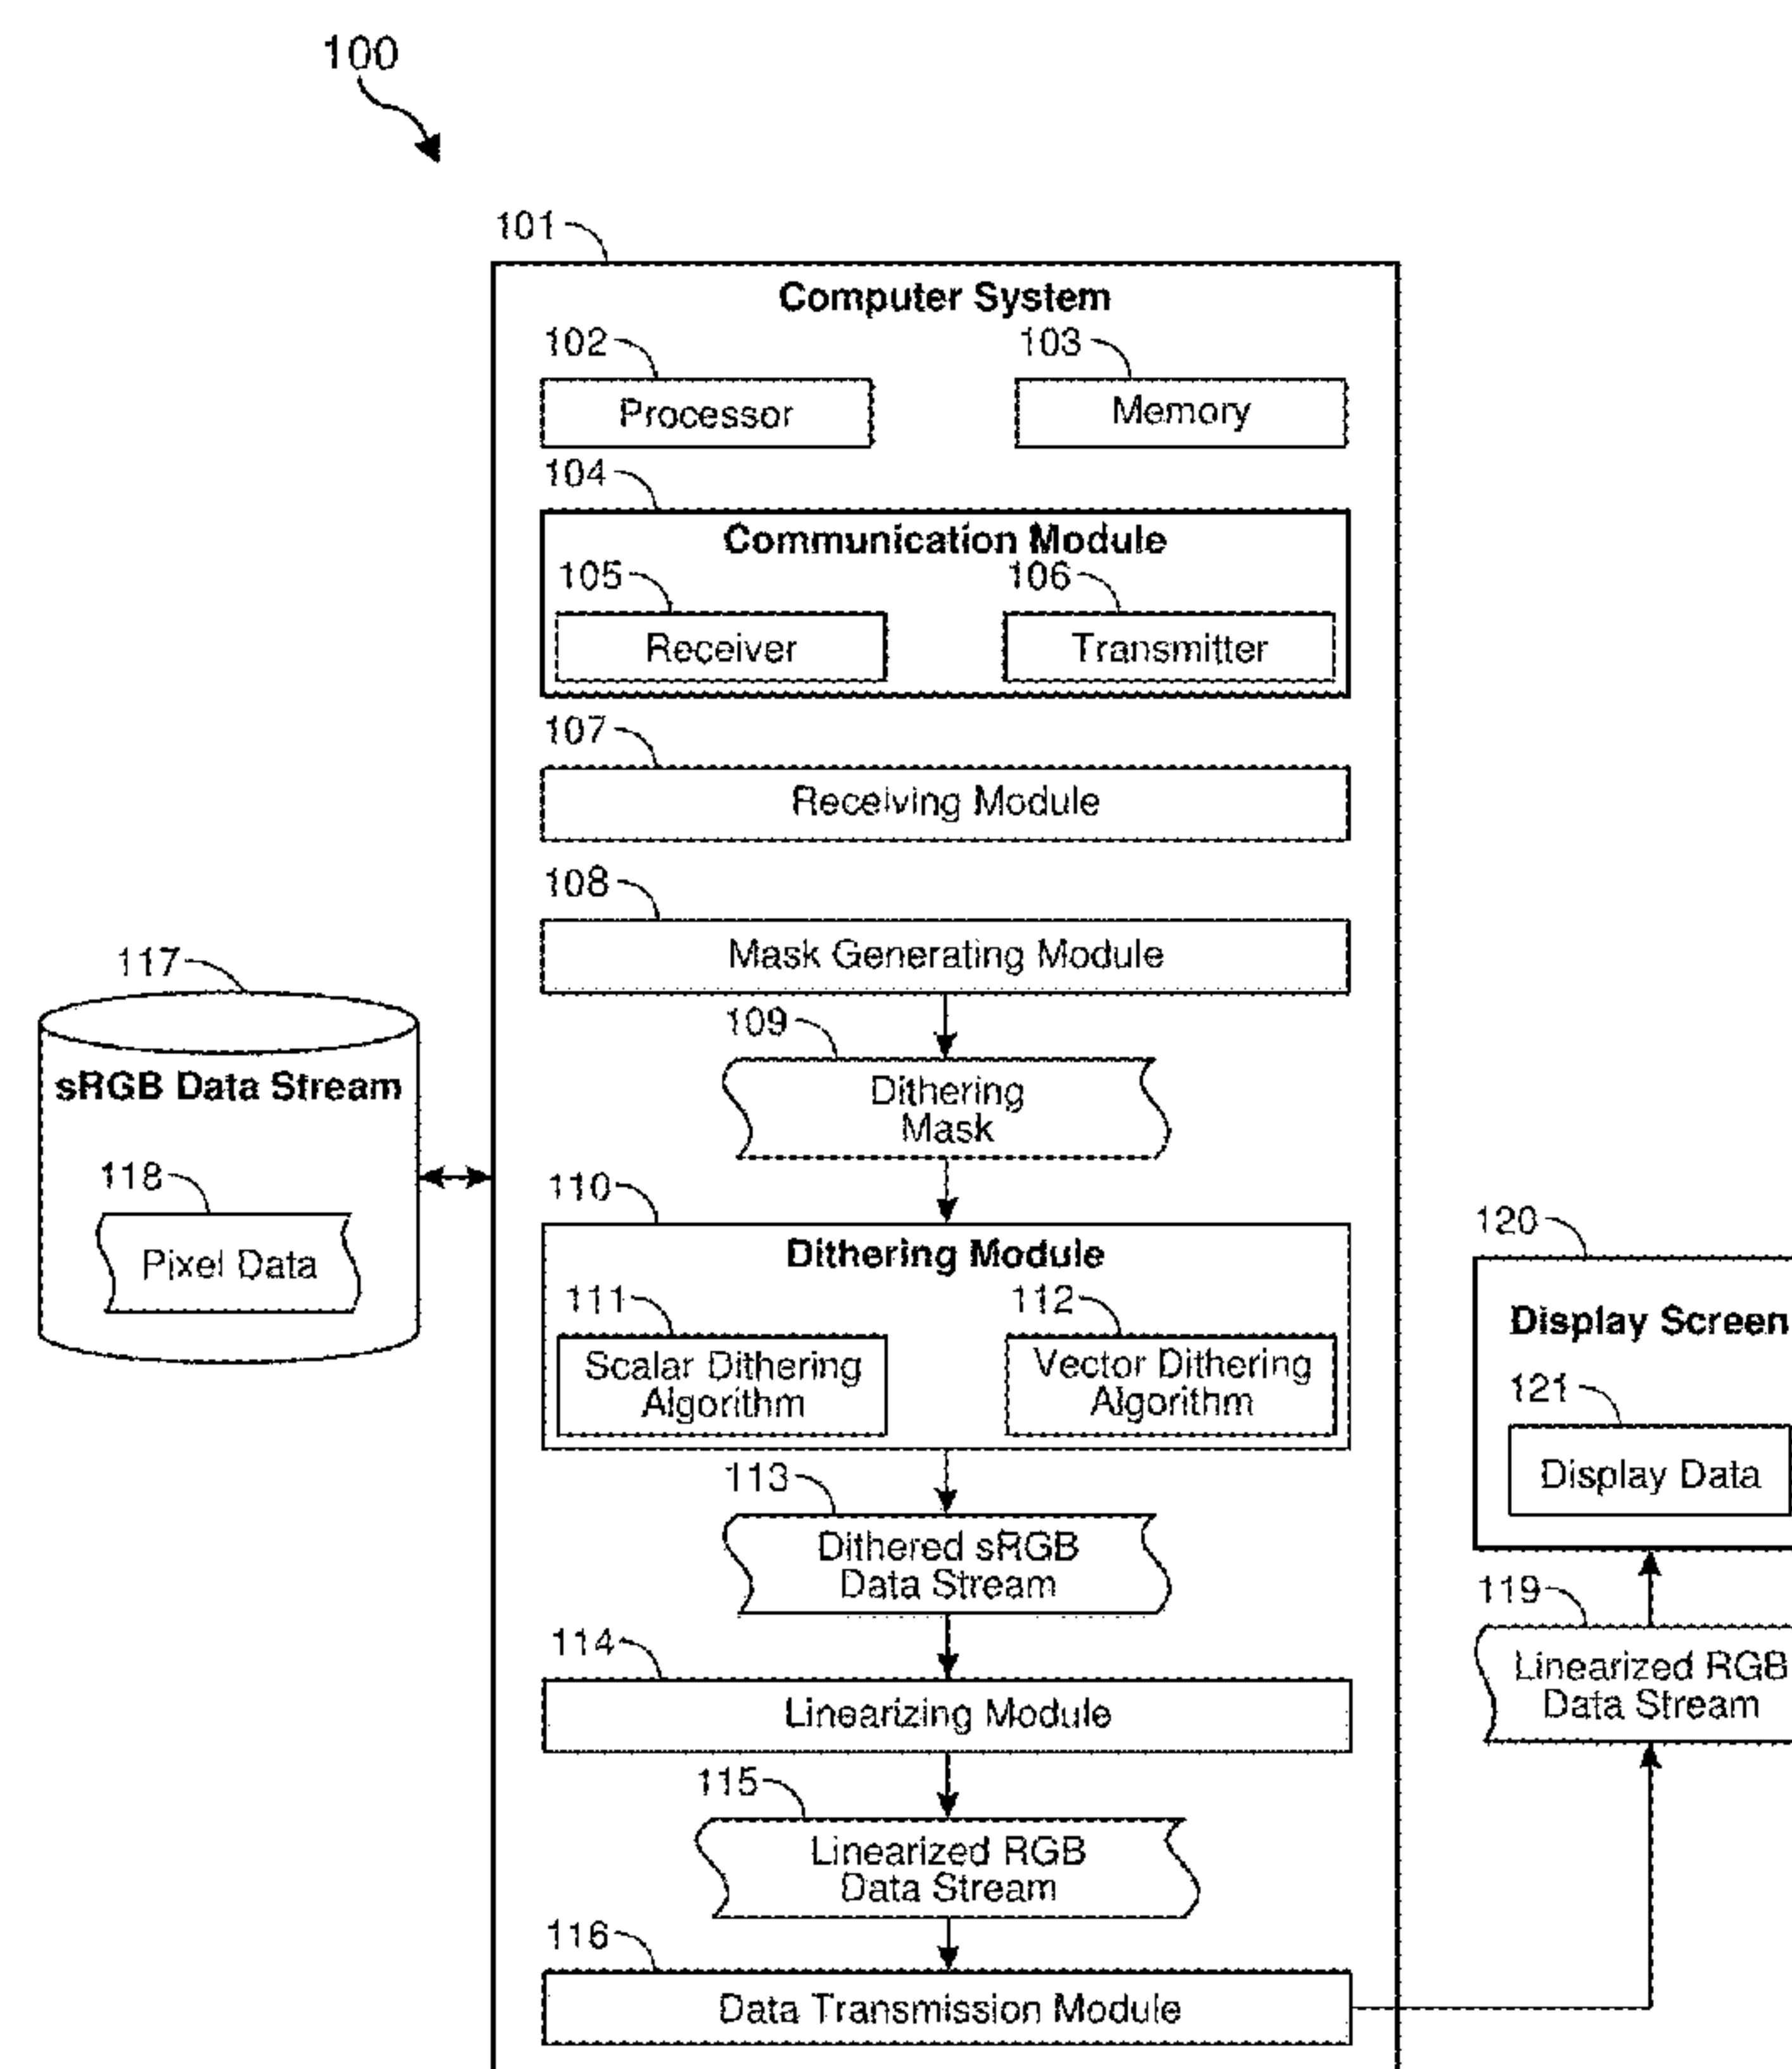 100
101
Computer System
102
103
Processor
Memory
104
Communication Module
105
106
Receiver
Transmitter
107
Receiving Module
108
Mask Generating Module
109
Dithering
Mask
117
sRGB Data Stream
118
Pixel Data
110
Dithering Module
111
112
Scalar Dithering
Algorithm
Vector Dithering
Algorithm
113
Dithered sRGB
Data Stream
114
Linearizing Module
115
Linearized RGB
Data Stream
116
Data Transmission Module
120
Display Screen
121
Display Data
119
Linearized RGB
Data Stream